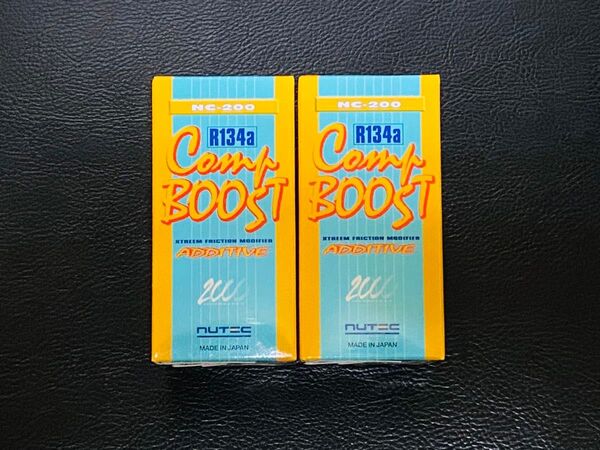 NC-200
R134a
Comp
BOOST
XTREEM FRICTION MODIFIER
ADDITIVE
2000
NUTEC
MADE IN JAPAN
NC-200
R134a
Comp
BOOST
XTREEM FRICTION MODIFIER
ADDITIVE
2000
NUTEC
MADE IN JAPAN